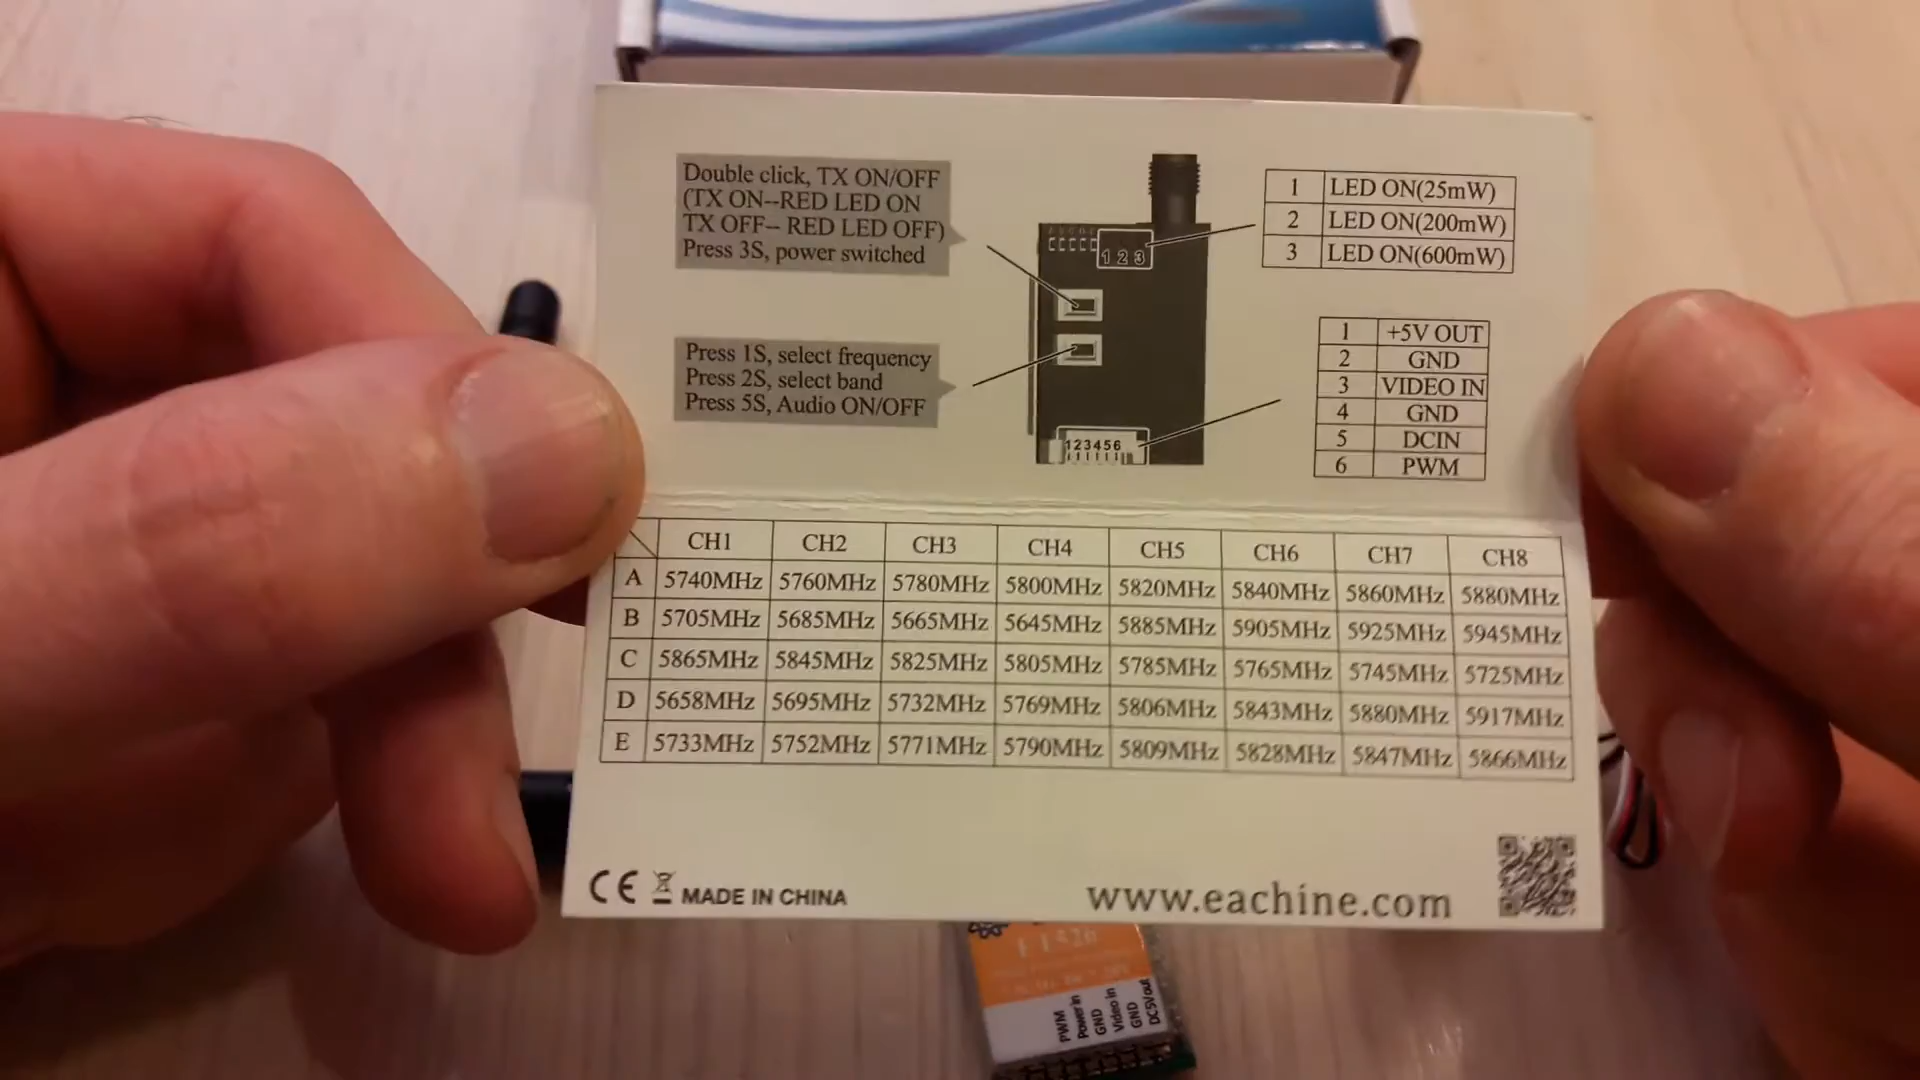 Double click, TX ON/OFF
(TX ON--RED LED ON
TX OFF-- RED LED OFF)
Press 3S, power switched
Press 1S, select frequency
Press 2S, select band
Press 5S, Audio ON/OFF
1 2 3
123456
1 LED ON(25mW)
2 LED ON(200mW)
3 LED ON(600mW)
1 +5V OUT
2 GND
3 VIDEO IN
4 GND
5 DCIN
6 PWM
CH1 CH2 CH3 CH4 CH5 CH6 CH7 CH8
A 5740MHz 5760MHz 5780MHz 5800MHz 5820MHz 5840MHz 5860MHz 5880MHz
B 5705MHz 5685MHz 5665MHz 5645MHz 5885MHz 5905MHz 5925MHz 5945MHz
C 5865MHz 5845MHz 5825MHz 5805MHz 5785MHz 5765MHz 5745MHz 5725MHz
D 5658MHz 5695MHz 5732MHz 5769MHz 5806MHz 5843MHz 5880MHz 5917MHz
E 5733MHz 5752MHz 5771MHz 5790MHz 5809MHz 5828MHz 5847MHz 5866MHz
CE MADE IN CHINA
www.eachine.com
PWM
Power in
GND
Video in
GND
DC5Vout